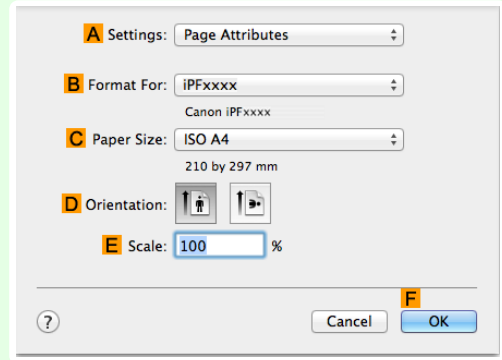 A Settings: Page Attributes
B Format For: iPFxxxx
Canon iPFxxxx
C Paper Size: ISO A4
210 by 297 mm
D Orientation:
E Scale: 100 %
F
? Cancel OK